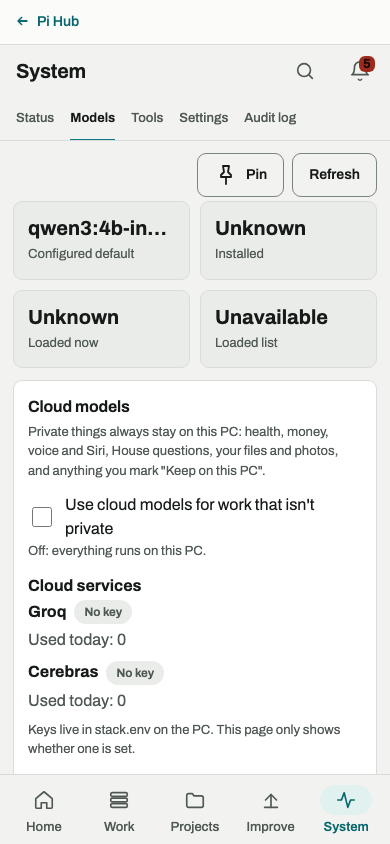 Pi Hub
System
5
Status Models Tools Settings Audit log
Pin Refresh
qwen3:4b-in...
Configured default
Unknown
Installed
Unknown
Loaded now
Unavailable
Loaded list
Cloud models
Private things always stay on this PC: health, money,
voice and Siri, House questions, your files and photos,
and anything you mark "Keep on this PC".
Use cloud models for work that isn't
private
Off: everything runs on this PC.
Cloud services
Groq No key
Used today: 0
Cerebras No key
Used today: 0
Keys live in stack.env on the PC. This page only shows
whether one is set.
Home Work Projects Improve System